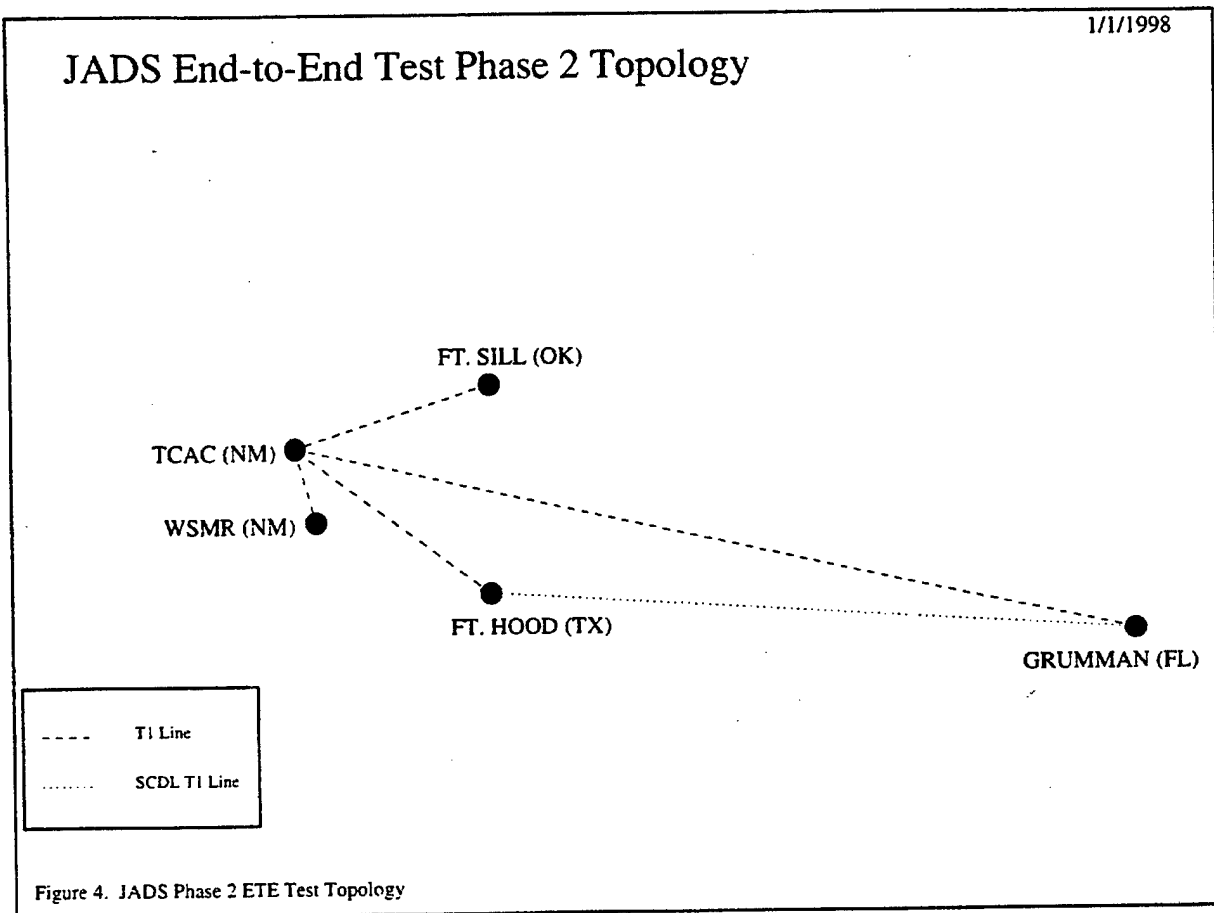 1/1/1998
JADS End-to-End Test Phase 2 Topology
FT. SILL (OK)
TCAC (NM)
WSMR (NM)
FT. HOOD (TX)
GRUMMAN (FL)
T1 Line
SCDL T1 Line
Figure 4. JADS Phase 2 ETE Test Topology